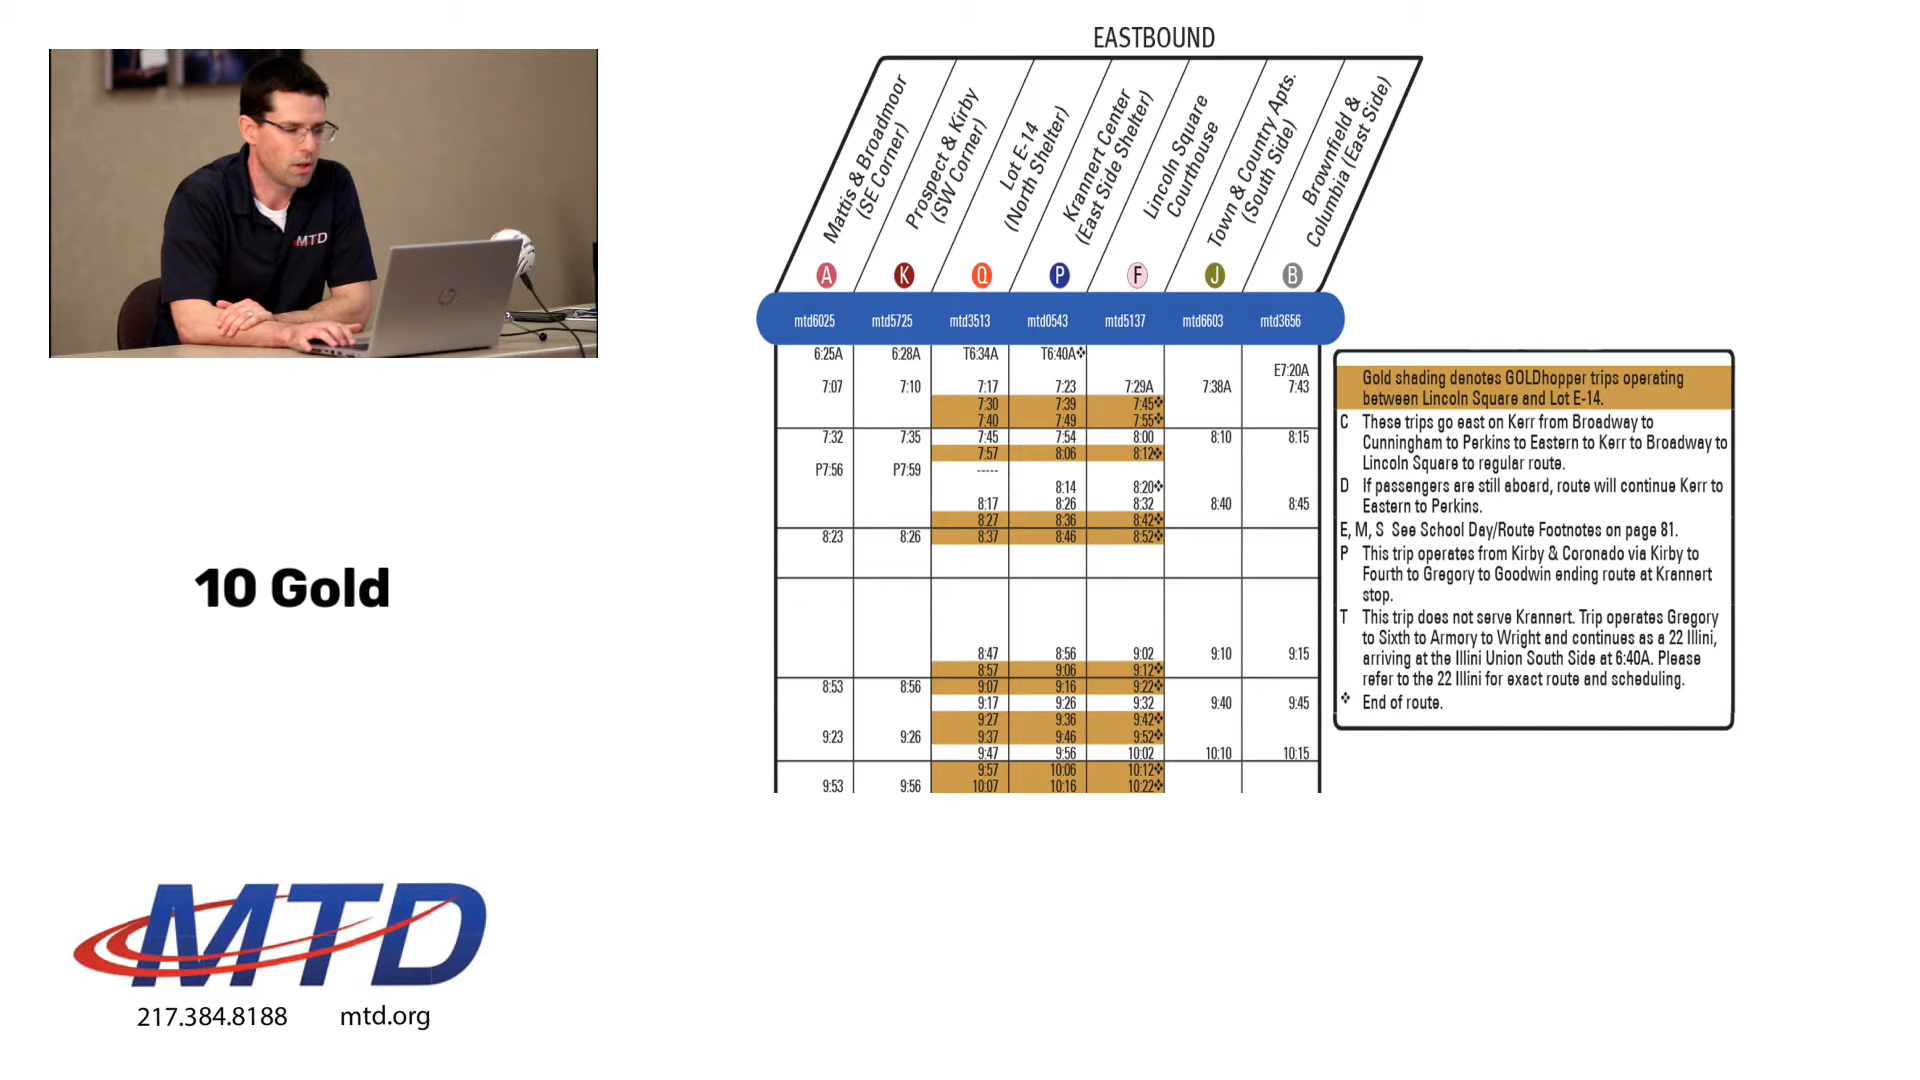 EASTBOUND
Mattis & Broadmoor
(SE Corner)
Prospect & Kirby
(SW Corner)
Lot E-14
(North Shelter)
Krannert Center
(East Side Shelter)
Lincoln Square
Courthouse
Town & Country Apts.
(South Side)
Brownfield &
Columbia (East Side)
A K Q P F J B
mtd6025 mtd5725 mtd3513 mtd0543 mtd5137 mtd6603 mtd3656
6:25A 6:28A T6:34A T6:40A❖
E7:20A
7:07 7:10 7:17 7:23 7:29A 7:38A 7:43
7:30 7:39 7:45❖
7:40 7:49 7:55❖
7:32 7:35 7:45 7:54 8:00 8:10 8:15
7:57 8:06 8:12❖
P7:56 P7:59 -----
8:14 8:20❖
8:17 8:26 8:32 8:40 8:45
8:27 8:36 8:42❖
8:23 8:26 8:37 8:46 8:52❖
8:47 8:56 9:02 9:10 9:15
8:57 9:06 9:12❖
8:53 8:56 9:07 9:16 9:22❖
9:17 9:26 9:32 9:40 9:45
9:27 9:36 9:42❖
9:23 9:26 9:37 9:46 9:52❖
9:47 9:56 10:02 10:10 10:15
9:57 10:06 10:12❖
9:53 9:56 10:07 10:16 10:22❖
Gold shading denotes GOLDhopper trips operating
between Lincoln Square and Lot E-14.
C These trips go east on Kerr from Broadway to
Cunningham to Perkins to Eastern to Kerr to Broadway to
Lincoln Square to regular route.
D If passengers are still aboard, route will continue Kerr to
Eastern to Perkins.
E, M, S See School Day/Route Footnotes on page 81.
P This trip operates from Kirby & Coronado via Kirby to
Fourth to Gregory to Goodwin ending route at Krannert
stop.
T This trip does not serve Krannert. Trip operates Gregory
to Sixth to Armory to Wright and continues as a 22 Illini,
arriving at the Illini Union South Side at 6:40A. Please
refer to the 22 Illini for exact route and scheduling.
❖ End of route.
MTD
hp
10 Gold
MTD
217.384.8188 mtd.org